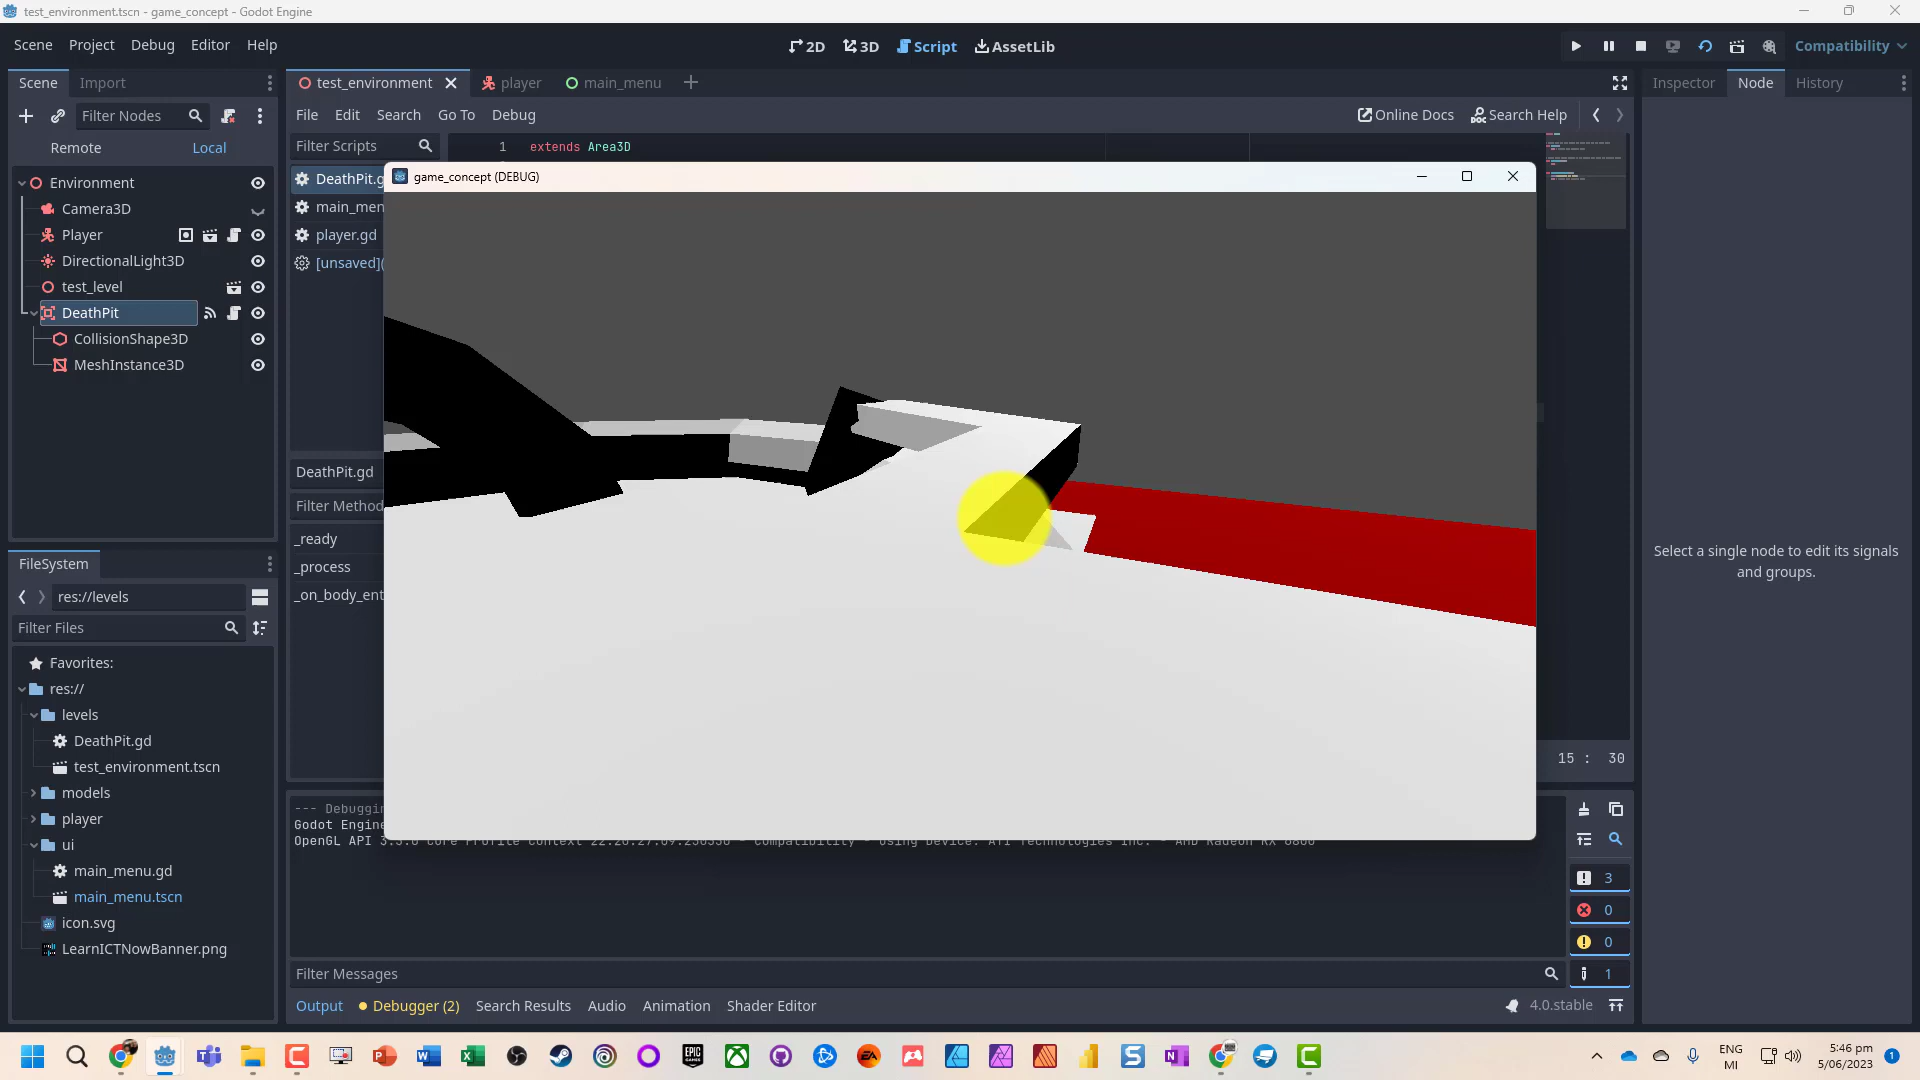 test_environment.tscn - game_concept - Godot Engine
Scene Project Debug Editor Help
2D 3D Script AssetLib
Compatibility
Scene Import
test_environment player main_menu
Inspector Node History
Filter Nodes
File Edit Search Go To Debug
Online Docs Search Help
Remote Local
Filter Scripts
1 extends Area3D
Environment
Camera3D
Player
DirectionalLight3D
test_level
DeathPit
CollisionShape3D
MeshInstance3D
DeathPit.g
main_men
player.gd
[unsaved](
game_concept (DEBUG)
DeathPit.gd
Filter Method
_ready
_process
_on_body_ent
Select a single node to edit its signals
and groups.
15 : 30
FileSystem
res://levels
Filter Files
Favorites:
res://
levels
DeathPit.gd
test_environment.tscn
models
player
ui
main_menu.gd
main_menu.tscn
icon.svg
LearnICTNowBanner.png
--- Debuggin
Godot Engine
3
0
0
1
Filter Messages
Output Debugger (2) Search Results Audio Animation Shader Editor
4.0.stable
ENG
MI
5:46 pm
5/06/2023
1